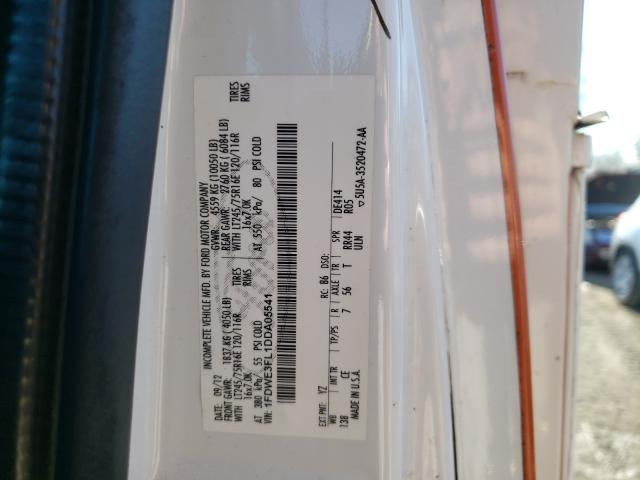 INCOMPLETE VEHICLE MFD. BY FORD MOTOR COMPANY
DATE: 09/12 GVWR: 4559 KG (10050 LB)
FRONT GAWR: 1837 KG (4050 LB) REAR GAWR: 2760 KG (6084 LB)
WITH LT245/75R16E 120/116R TIRES WITH LT245/75R16E 120/116R TIRES
16x7.0K RIMS 16x7.0K RIMS
AT 380 kPa/ 55 PSI COLD AT 550 kPa/ 80 PSI COLD
VIN: 1FDWE3FL1DDA05541
EXT PNT: YZ RC: B6 DSO:
WB INT TR TP/PS R AXLE TR SPR DE414
138 CE 7 56 T RR44 R05
MADE IN U.S.A. ULN
5U5A-3520472-AA